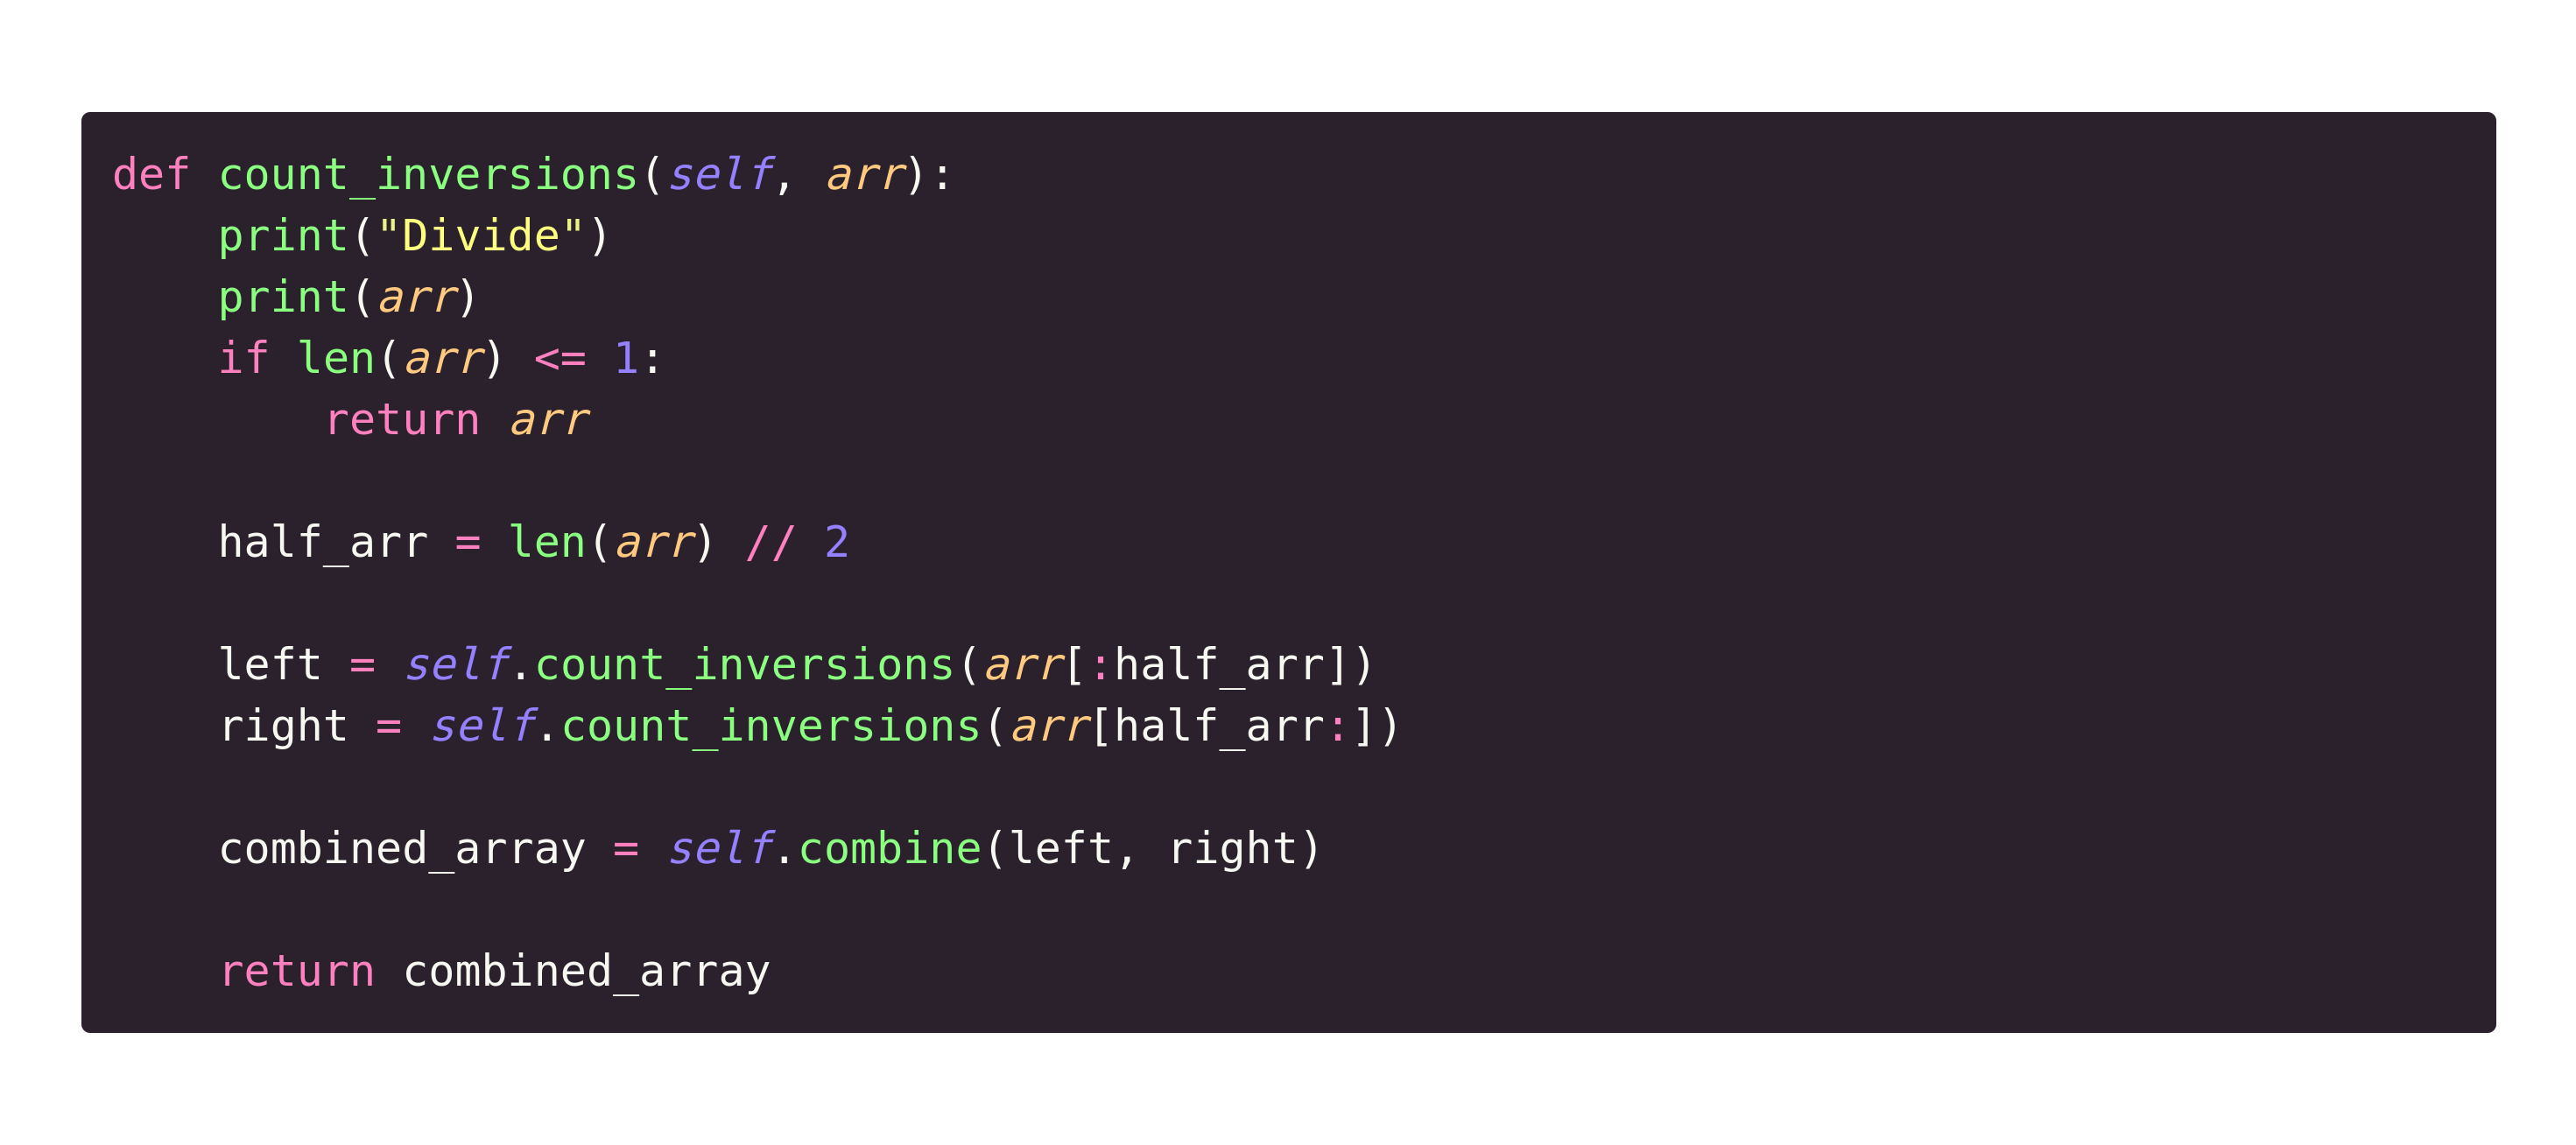 def count_inversions(self, arr):
    print("Divide")
    print(arr)
    if len(arr) <= 1:
        return arr

    half_arr = len(arr) // 2

    left = self.count_inversions(arr[:half_arr])
    right = self.count_inversions(arr[half_arr:])

    combined_array = self.combine(left, right)

    return combined_array